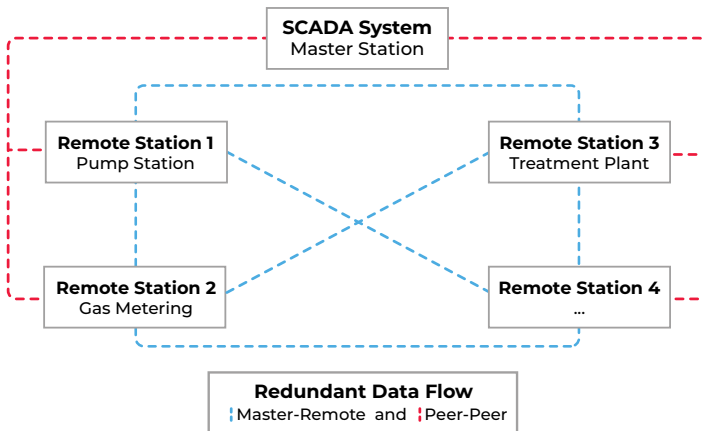 SCADA System
Master Station
Remote Station 1
Pump Station
Remote Station 3
Treatment Plant
Remote Station 2
Gas Metering
Remote Station 4
...
Redundant Data Flow
Master-Remote and Peer-Peer